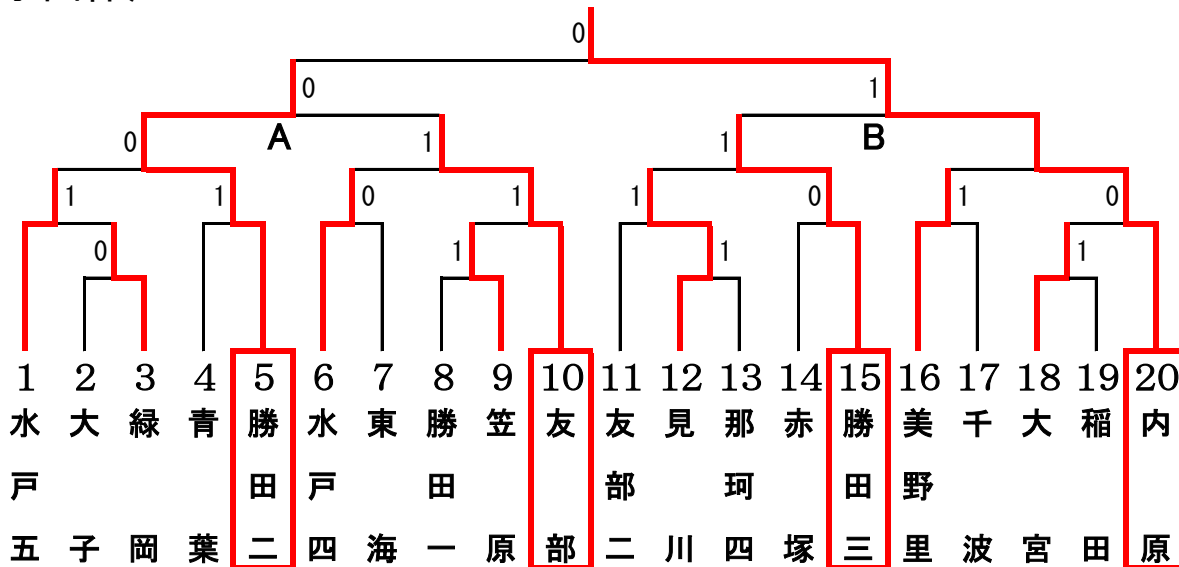 0
0 1
0 A 1 1 B
1 1 0 1 1 0 1 0
0 1 1 1
1 2 3 4 5 6 7 8 9 10 11 12 13 14 15 16 17 18 19 20
水戸五
大子
緑岡
青葉
勝田二
水戸四
東海
勝田一
笠原
友部
友部二
見川
那珂四
赤塚
勝田三
美野里
千波
大宮
稲田
内原